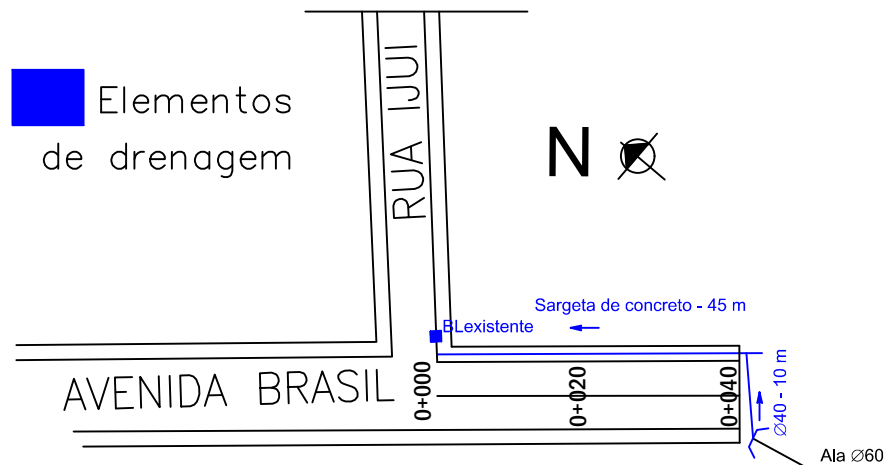 Elementos
de drenagem
RUA IJUI
N
Sargeta de concreto - 45 m
BLexistente
AVENIDA BRASIL
0+000
0+020
0+040
Ø40 - 10 m
Ala Ø60